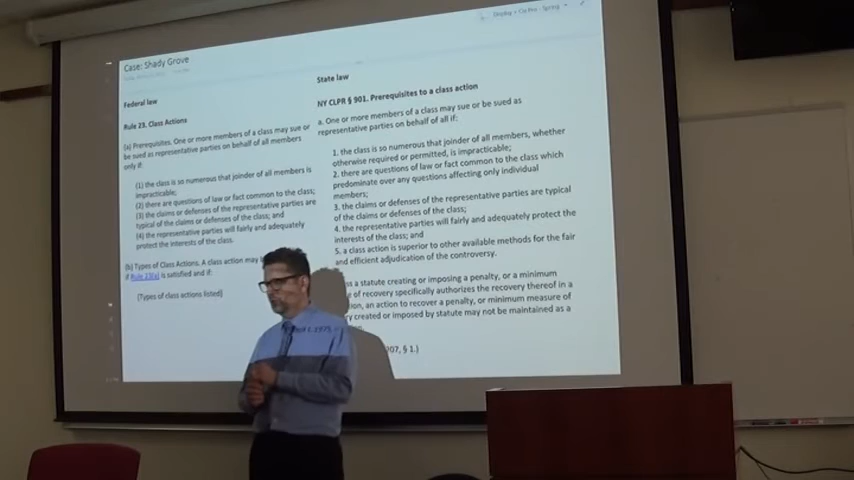 Case: Shady Grove
Federal law
Rule 23. Class Actions
(a) Prerequisites. One or more members of a class may sue or
be sued as representative parties on behalf of all members
only if:
(1) the class is so numerous that joinder of all members is
impracticable;
(2) there are questions of law or fact common to the class;
(3) the claims or defenses of the representative parties are
typical of the claims or defenses of the class; and
(4) the representative parties will fairly and adequately
protect the interests of the class.
(b) Types of Class Actions. A class action may
if Rule 23(a) is satisfied and if:
[Types of class actions listed]
State law
NY CLPR § 901. Prerequisites to a class action
a. One or more members of a class may sue or be sued as
representative parties on behalf of all if:
1. the class is so numerous that joinder of all members, whether
otherwise required or permitted, is impracticable;
2. there are questions of law or fact common to the class which
predominate over any questions affecting only individual
members;
3. the claims or defenses of the representative parties are typical
of the claims or defenses of the class;
4. the representative parties will fairly and adequately protect the
interests of the class; and
5. a class action is superior to other available methods for the fair
and efficient adjudication of the controversy.
a statute creating or imposing a penalty, or a minimum
of recovery specifically authorizes the recovery thereof in a
an action to recover a penalty, or minimum measure of
created or imposed by statute may not be maintained as a
§ 1.)